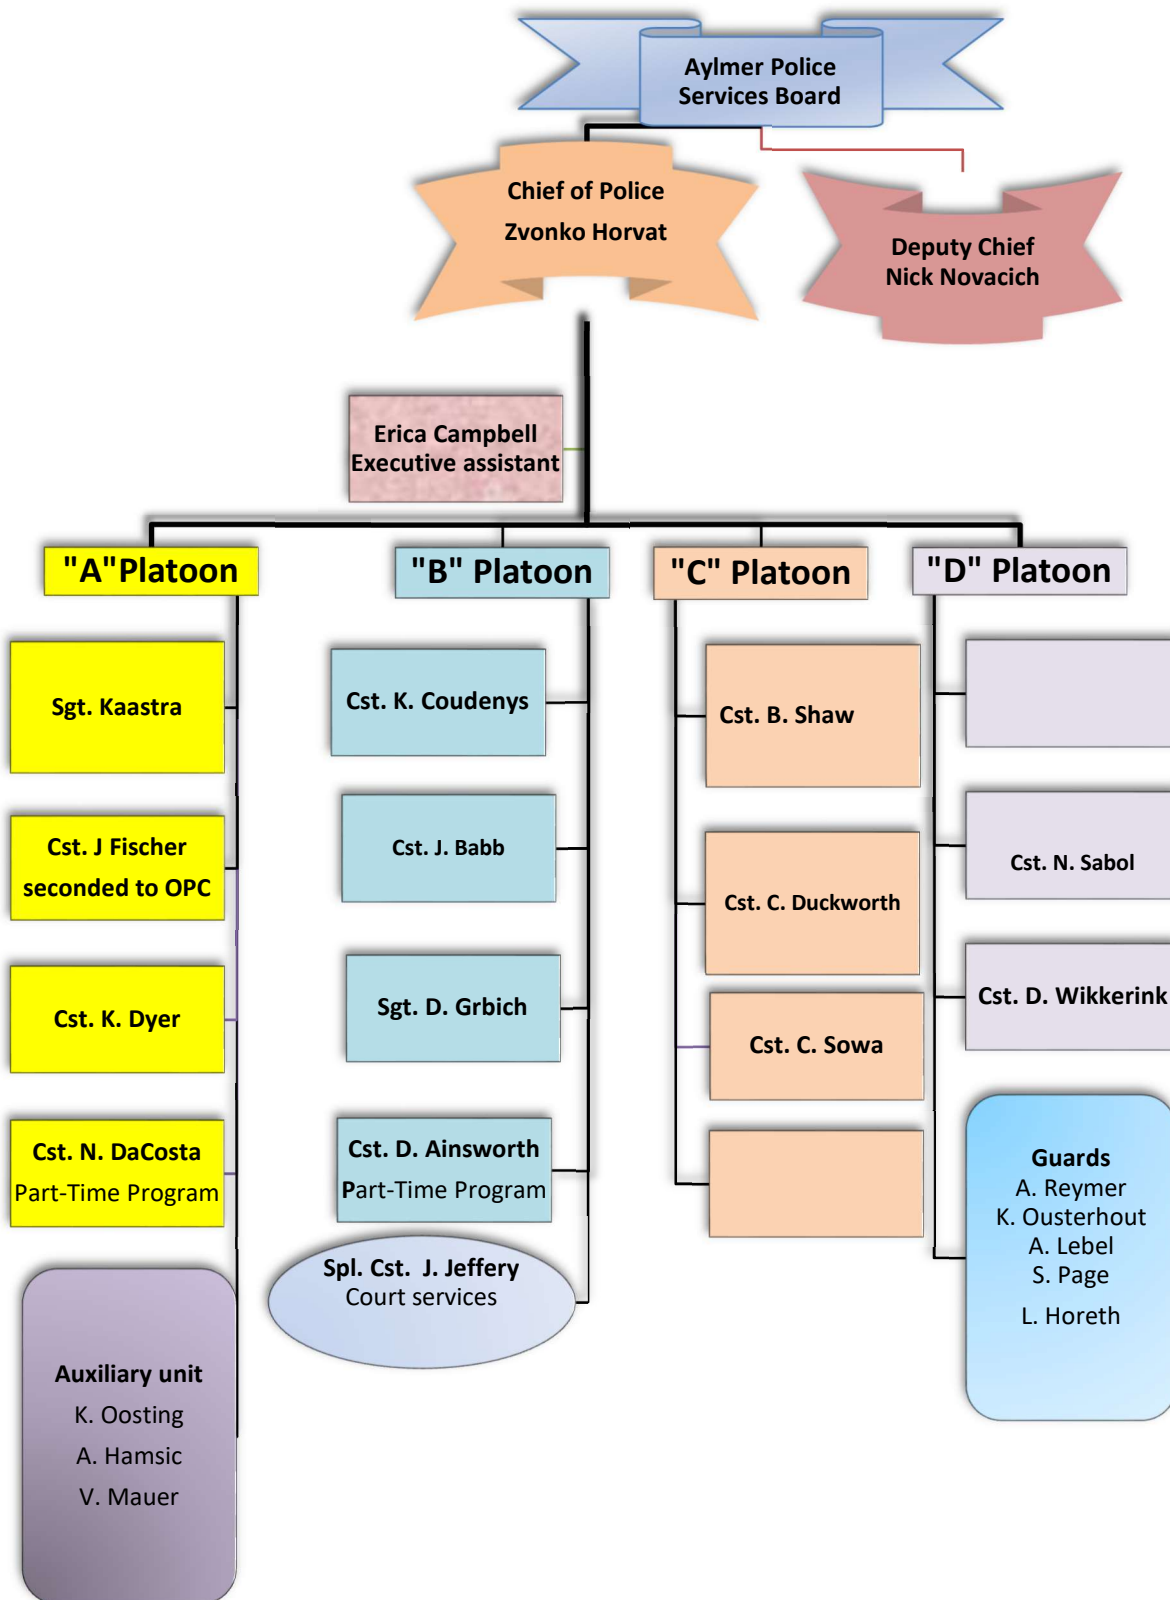 Aylmer Police
Services Board
Chief of Police
Zvonko Horvat
Deputy Chief
Nick Novacich
Erica Campbell
Executive assistant
"A"Platoon
Sgt. Kaastra
Cst. J Fischer
seconded to OPC
Cst. K. Dyer
Cst. N. DaCosta
Part-Time Program
Auxiliary unit
K. Oosting
A. Hamsic
V. Mauer
"B" Platoon
Cst. K. Coudenys
Cst. J. Babb
Sgt. D. Grbich
Cst. D. Ainsworth
Part-Time Program
Spl. Cst. J. Jeffery
Court services
"C" Platoon
Cst. B. Shaw
Cst. C. Duckworth
Cst. C. Sowa
"D" Platoon
Cst. N. Sabol
Cst. D. Wikkerink
Guards
A. Reymer
K. Ousterhout
A. Lebel
S. Page
L. Horeth